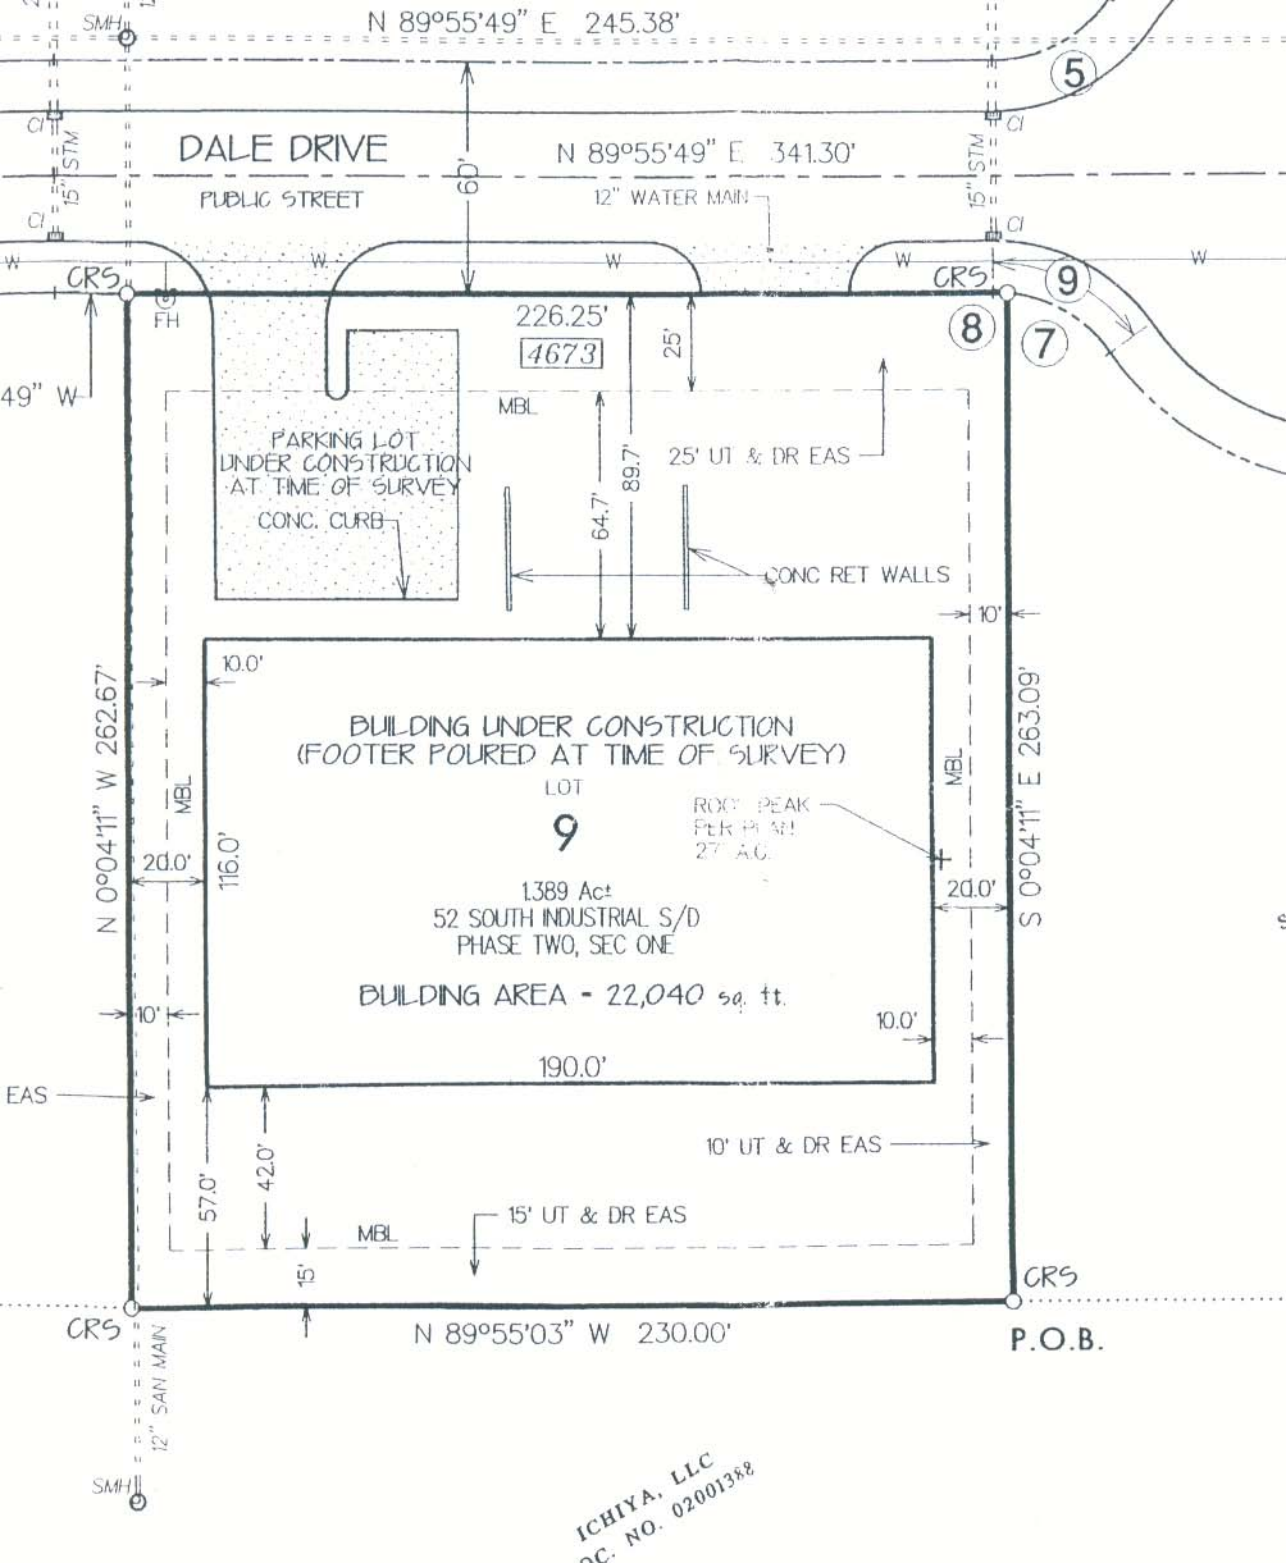 SMH
N 89°55'49" E 245.38'
5
CI
CI
15" STM
DALE DRIVE
PUBLIC STREET
60'
N 89°55'49" E 341.30'
12" WATER MAIN
15" STM
CI
CI
W
W
W
W
W
CRS
CRS
9
FH
226.25'
4673
25'
8
7
49" W
MBL
PARKING LOT
UNDER CONSTRUCTION
AT TIME OF SURVEY
CONC. CURB
64.7'
89.7'
25' UT & DR EAS
CONC RET WALLS
10'
10.0'
N 0°04'11" W 262.67'
S 0°04'11" E 263.09'
BUILDING UNDER CONSTRUCTION
(FOOTER POURED AT TIME OF SURVEY)
LOT
9
MBL
MBL
ROOF PEAK
PER PLAN
27' A.G.
20.0'
116.0'
20.0'
1.389 Ac±
52 SOUTH INDUSTRIAL S/D
PHASE TWO, SEC ONE
BUILDING AREA - 22,040 sq. ft.
10'
10.0'
190.0'
EAS
57.0'
42.0'
10' UT & DR EAS
15' UT & DR EAS
MBL
15'
CRS
CRS
N 89°55'03" W 230.00'
P.O.B.
12" SAN MAIN
SMH
ICHIYA, LLC
NO. 02001388